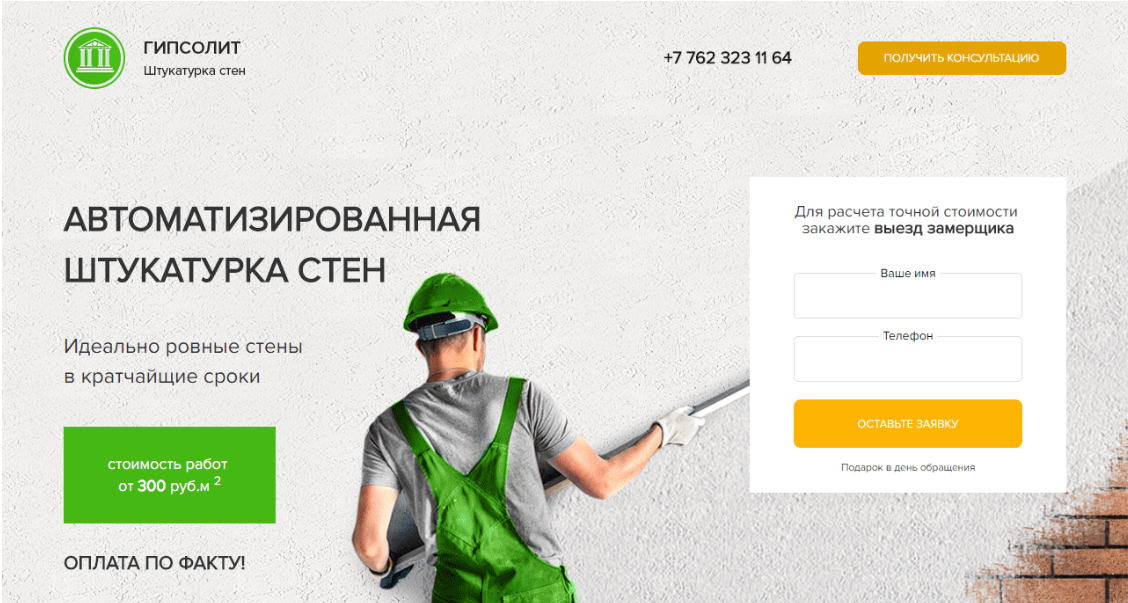 ГИПСОЛИТ
Штукатурка стен
+7 762 323 11 64
ПОЛУЧИТЬ КОНСУЛЬТАЦИЮ
АВТОМАТИЗИРОВАННАЯ
ШТУКАТУРКА СТЕН
Идеально ровные стены
в кратчайщие сроки
стоимость работ
от 300 руб.м 2
ОПЛАТА ПО ФАКТУ!
Для расчета точной стоимости
закажите выезд замерщика
Ваше имя
Телефон
ОСТАВЬТЕ ЗАЯВКУ
Подарок в день обращения